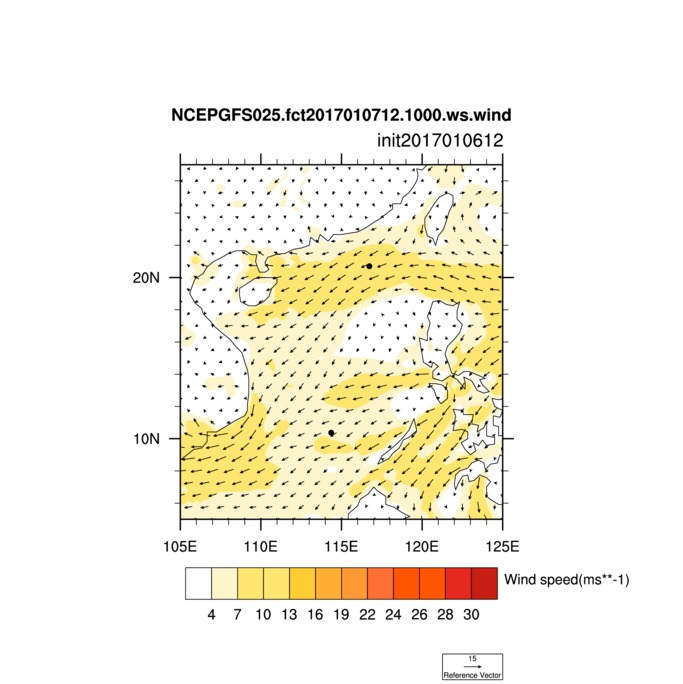 NCEPGFS025.fct2017010712.1000.ws.wind
init2017010612
20N
10N
105E 110E 115E 120E 125E
Wind speed(ms**-1)
4 7 10 13 16 19 22 24 26 28 30
15
Reference Vector